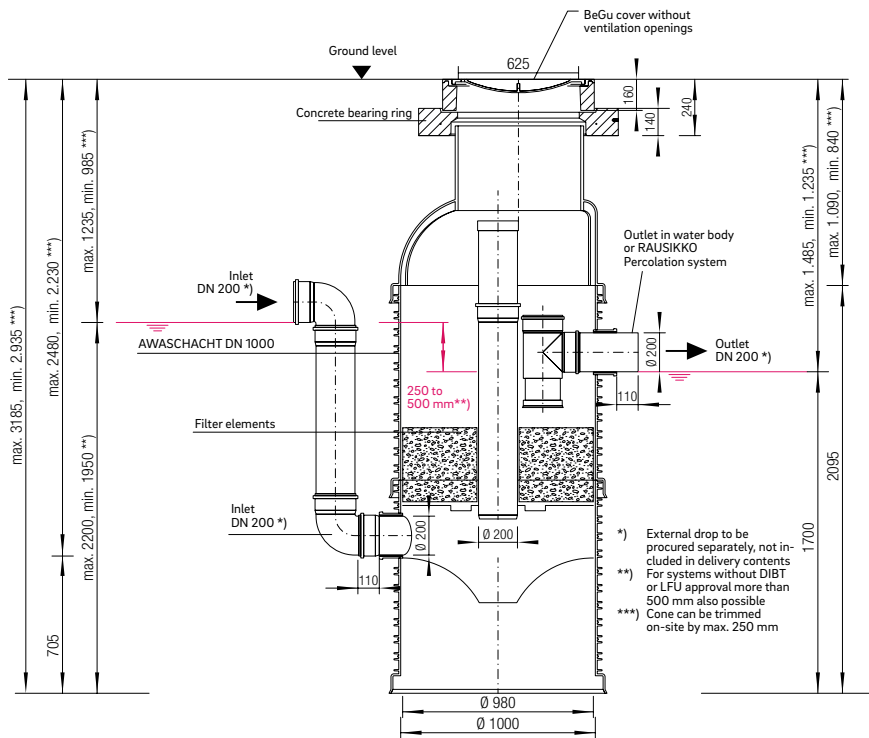 BeGu cover without
ventilation openings
Ground level
625
160
140
240
Concrete bearing ring
max. 3185, min. 2.935 ***)
max. 2480, min. 2.230 ***)
max. 1235, min. 985 ***)
max. 1.485, min. 1.235 ***)
max. 1.090, min. 840 ***)
Outlet in water body
or RAUSIKKO
Percolation system
Inlet
DN 200 *)
AWASCHACHT DN 1000
Ø 200
Outlet
DN 200 *)
110
250 to
500 mm**)
Filter elements
max. 2200, min. 1950 **)
2095
1700
Inlet
DN 200 *)
Ø 200
Ø 200
110
705
*) External drop to be
procured separately, not in-
cluded in delivery contents
**) For systems without DIBT
or LFU approval more than
500 mm also possible
***) Cone can be trimmed
on-site by max. 250 mm
Ø 980
Ø 1000